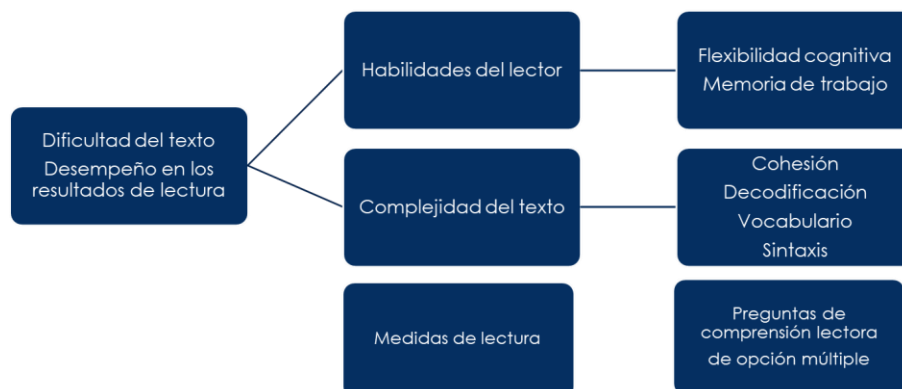 Dificultad del texto
Desempeño en los
resultados de lectura
Habilidades del lector
Flexibilidad cognitiva
Memoria de trabajo
Complejidad del texto
Cohesión
Decodificación
Vocabulario
Sintaxis
Medidas de lectura
Preguntas de
comprensión lectora
de opción múltiple